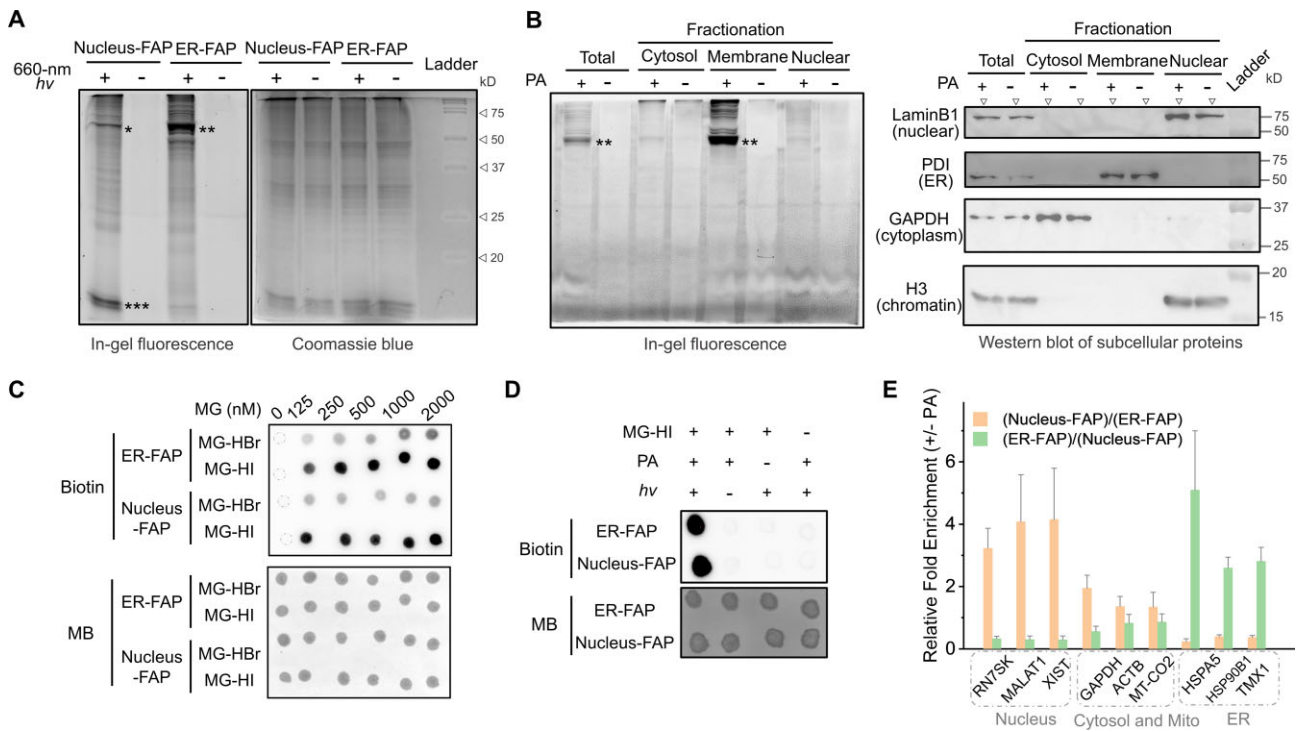 A
Nucleus-FAP ER-FAP Nucleus-FAP ER-FAP Ladder
660-nm hv + - + - + - + - kD
75
50
37
25
20
*
**
***
In-gel fluorescence Coomassie blue
B
Fractionation
Total Cytosol Membrane Nuclear
PA + - + - + - + -
**
**
In-gel fluorescence
Fractionation
Total Cytosol Membrane Nuclear Ladder
PA + - + - + - + - kD
LaminB1
(nuclear)
75
50
PDI
(ER)
75
50
GAPDH
(cytoplasm)
37
25
H3
(chromatin)
20
15
Western blot of subcellular proteins
C
MG (nM) 0 125 250 500 1000 2000
Biotin
ER-FAP
MG-HBr
MG-HI
Nucleus
-FAP
MG-HBr
MG-HI
MB
ER-FAP
MG-HBr
MG-HI
Nucleus
-FAP
MG-HBr
MG-HI
D
MG-HI + + + -
PA + + - +
hv + - + +
Biotin
ER-FAP
Nucleus-FAP
MB
ER-FAP
Nucleus-FAP
E
Relative Fold Enrichment (+/- PA)
6
4
2
0
(Nucleus-FAP)/(ER-FAP)
(ER-FAP)/(Nucleus-FAP)
RN7SK MALAT1 XIST GAPDH ACTB MT-CO2 HSPA5 HSP90B1 TMX1
Nucleus Cytosol and Mito ER